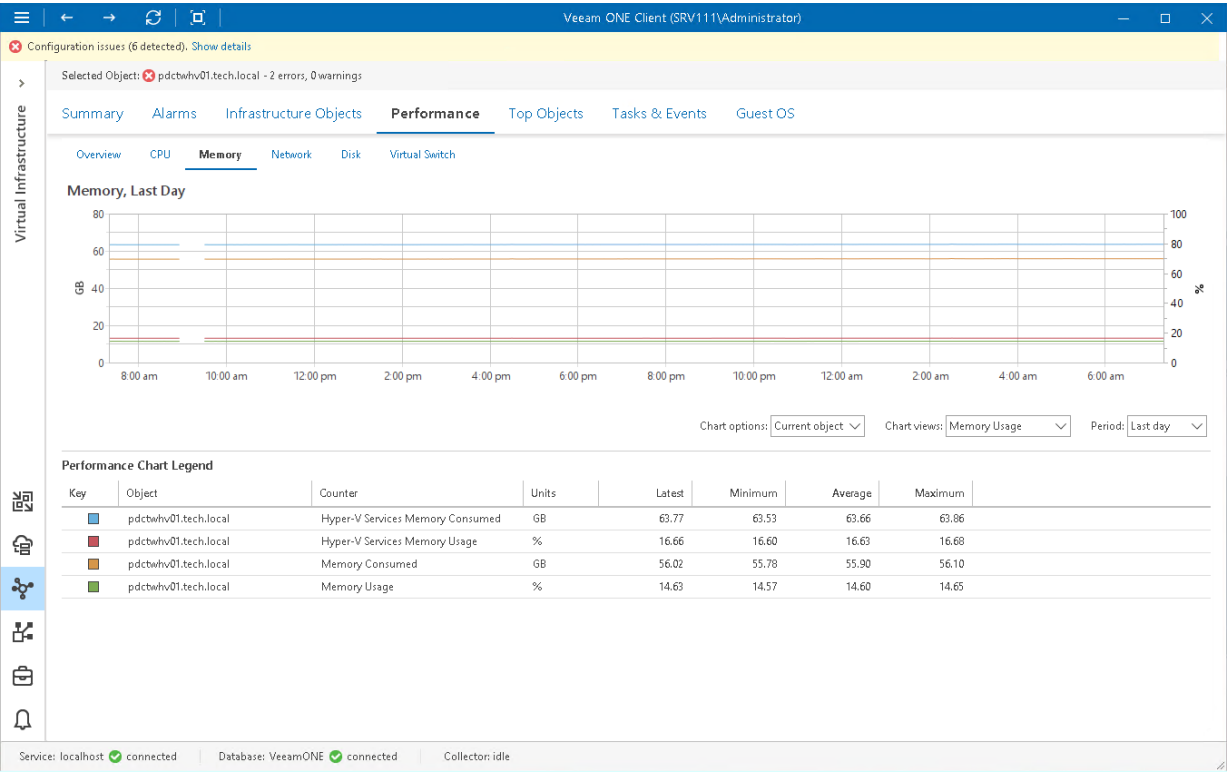 Veeam ONE Client (SRV111\Administrator)
Configuration issues (6 detected). Show details
Selected Object: pdctwhv01.tech.local - 2 errors, 0 warnings
Virtual Infrastructure
Summary Alarms Infrastructure Objects Performance Top Objects Tasks & Events Guest OS
Overview CPU Memory Network Disk Virtual Switch
Memory, Last Day
80 100
60 80
GB 40 60 %
20 40
0 20
0
8:00 am 10:00 am 12:00 pm 2:00 pm 4:00 pm 6:00 pm 8:00 pm 10:00 pm 12:00 am 2:00 am 4:00 am 6:00 am
Chart options: Current object Chart views: Memory Usage Period: Last day
Performance Chart Legend
Key Object Counter Units Latest Minimum Average Maximum
pdctwhv01.tech.local Hyper-V Services Memory Consumed GB 63.77 63.53 63.66 63.86
pdctwhv01.tech.local Hyper-V Services Memory Usage % 16.66 16.60 16.63 16.68
pdctwhv01.tech.local Memory Consumed GB 56.02 55.78 55.90 56.10
pdctwhv01.tech.local Memory Usage % 14.63 14.57 14.60 14.65
Service: localhost connected Database: VeeamONE connected Collector: idle